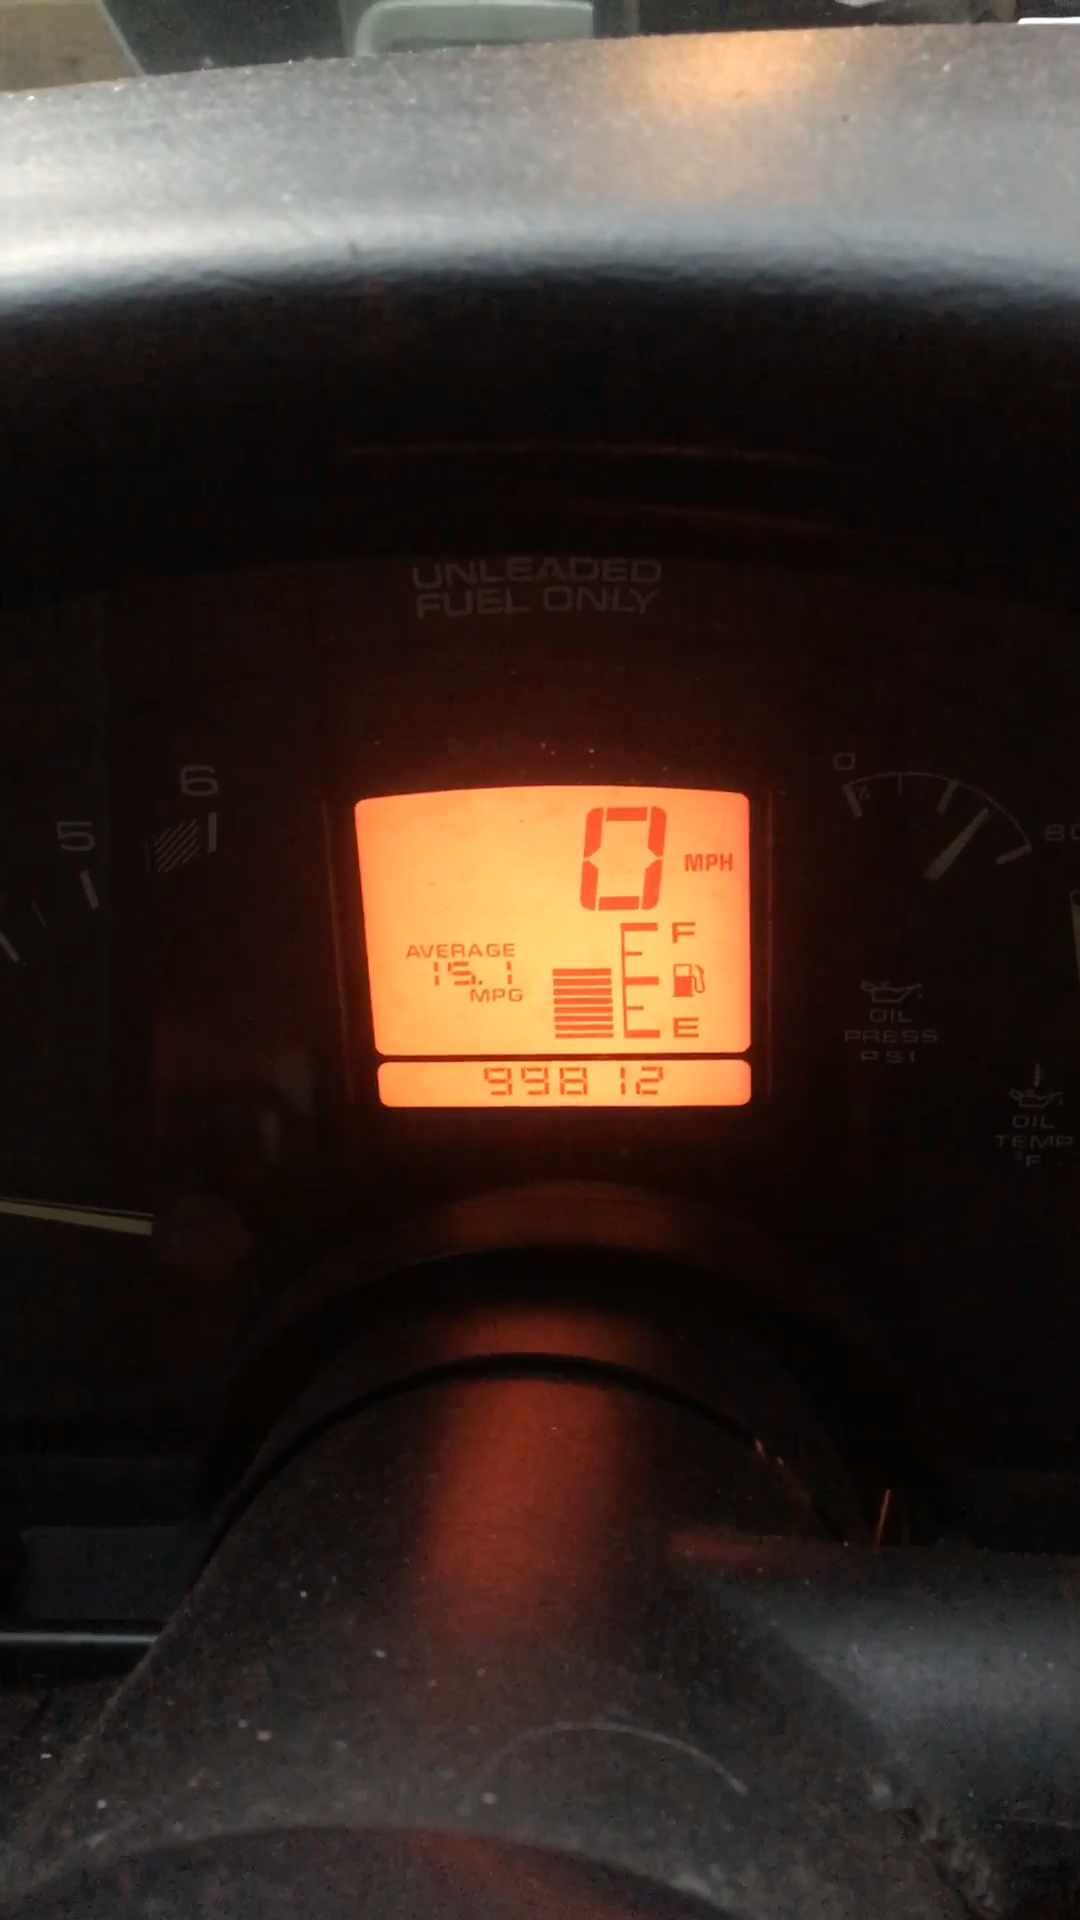 UNLEADED
FUEL ONLY
6
5
0
80
0 MPH
F
AVERAGE
15.1
MPG
E
99812
OIL
PRESS
PSI
OIL
TEMP
°F